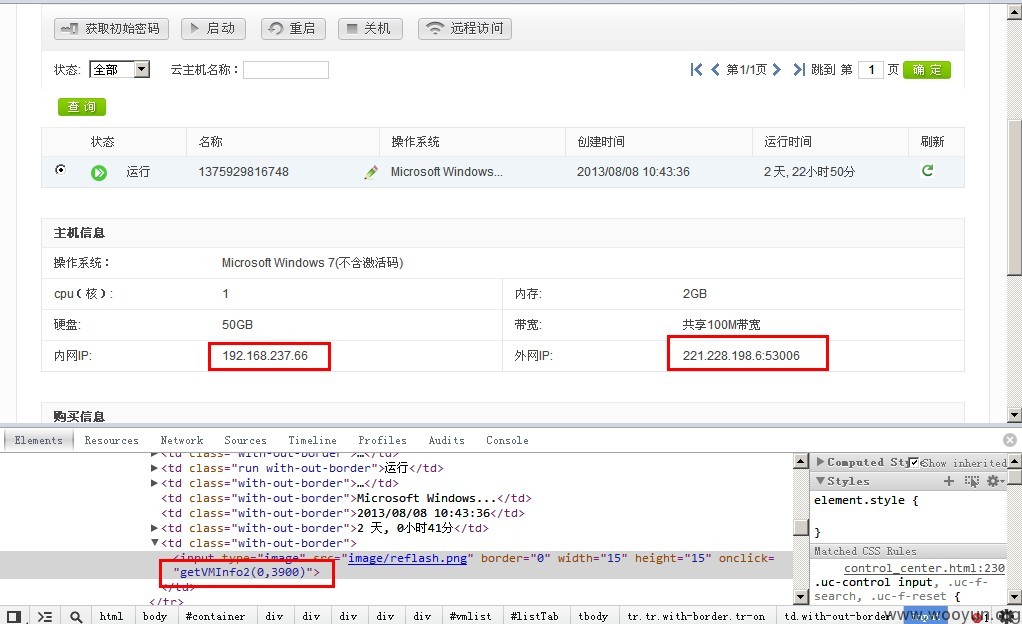 获取初始密码 启动 重启 关机 远程访问
状态: 全部 云主机名称： 第1/1页 跳到 第 1 页 确 定
查 询
状态 名称 操作系统 创建时间 运行时间 刷新
运行 1375929816748 Microsoft Windows... 2013/08/08 10:43:36 2 天, 22小时50分
主机信息
操作系统： Microsoft Windows 7(不含激活码)
cpu（核）: 1 内存: 2GB
硬盘: 50GB 带宽: 共享100M带宽
内网IP: 192.168.237.66 外网IP: 221.228.198.6:53006
购买信息
Elements Resources Network Sources Timeline Profiles Audits Console
<td class="with-out-border">…</td>
<td class="run with-out-border">运行</td>
<td class="with-out-border">…</td>
<td class="with-out-border">Microsoft Windows...</td>
<td class="with-out-border">2013/08/08 10:43:36</td>
<td class="with-out-border">2 天, 0小时41分</td>
<td class="with-out-border">
<input type="image" src="image/reflash.png" border="0" width="15" height="15" onclick=
"getVMInfo2(0,3900)">
</td>
</tr>
Computed Sty Show inherited
Styles
element.style {
}
Matched CSS Rules
control_center.html:230
.uc-control input, .uc-f-
search, .uc-f-reset {
html body #container div div div div div #vmlist #listTab tbody tr.tr.with-border.tr-on td.with-out-border
www.wooyun.org